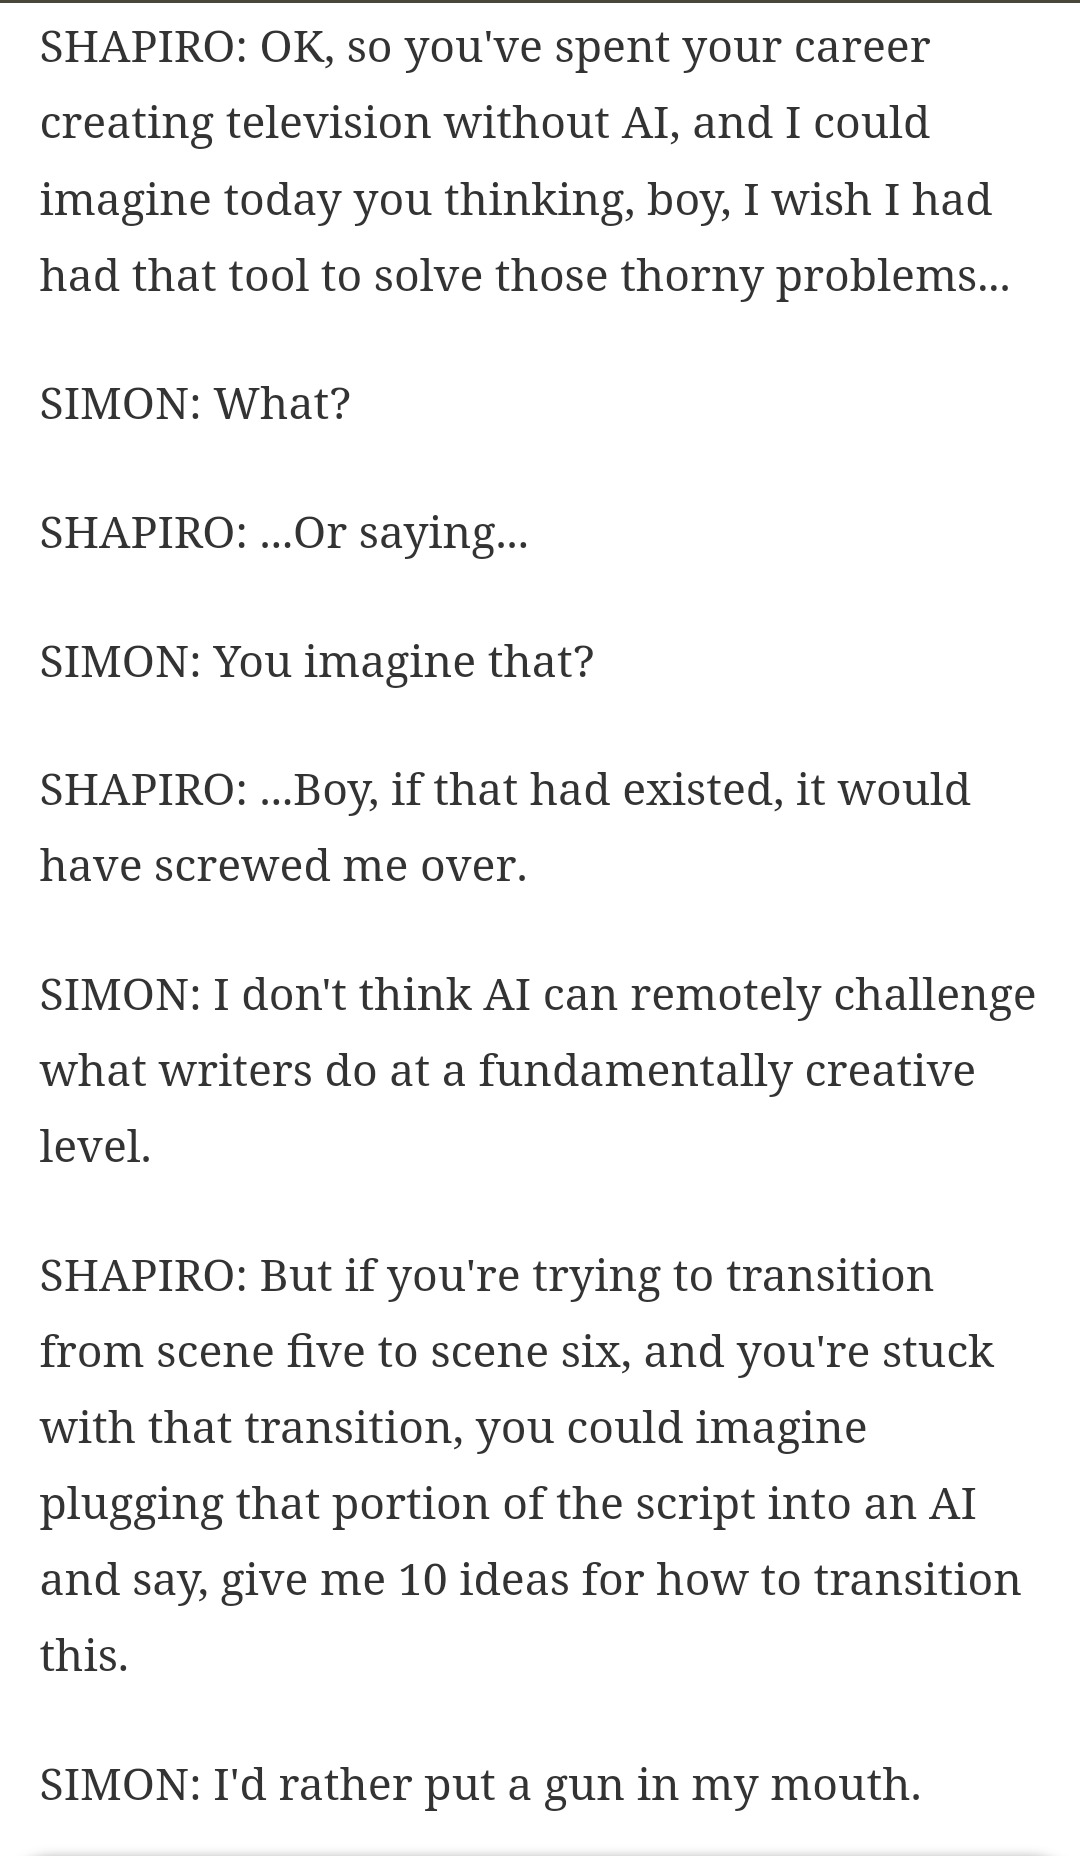 SHAPIRO: OK, so you've spent your career
creating television without AI, and I could
imagine today you thinking, boy, I wish I had
had that tool to solve those thorny problems...
SIMON: What?
SHAPIRO: ...Or saying...
SIMON: You imagine that?
SHAPIRO: ...Boy, if that had existed, it would
have screwed me over.
SIMON: I don't think AI can remotely challenge
what writers do at a fundamentally creative
level.
SHAPIRO: But if you're trying to transition
from scene five to scene six, and you're stuck
with that transition, you could imagine
plugging that portion of the script into an AI
and say, give me 10 ideas for how to transition
this.
SIMON: I'd rather put a gun in my mouth.